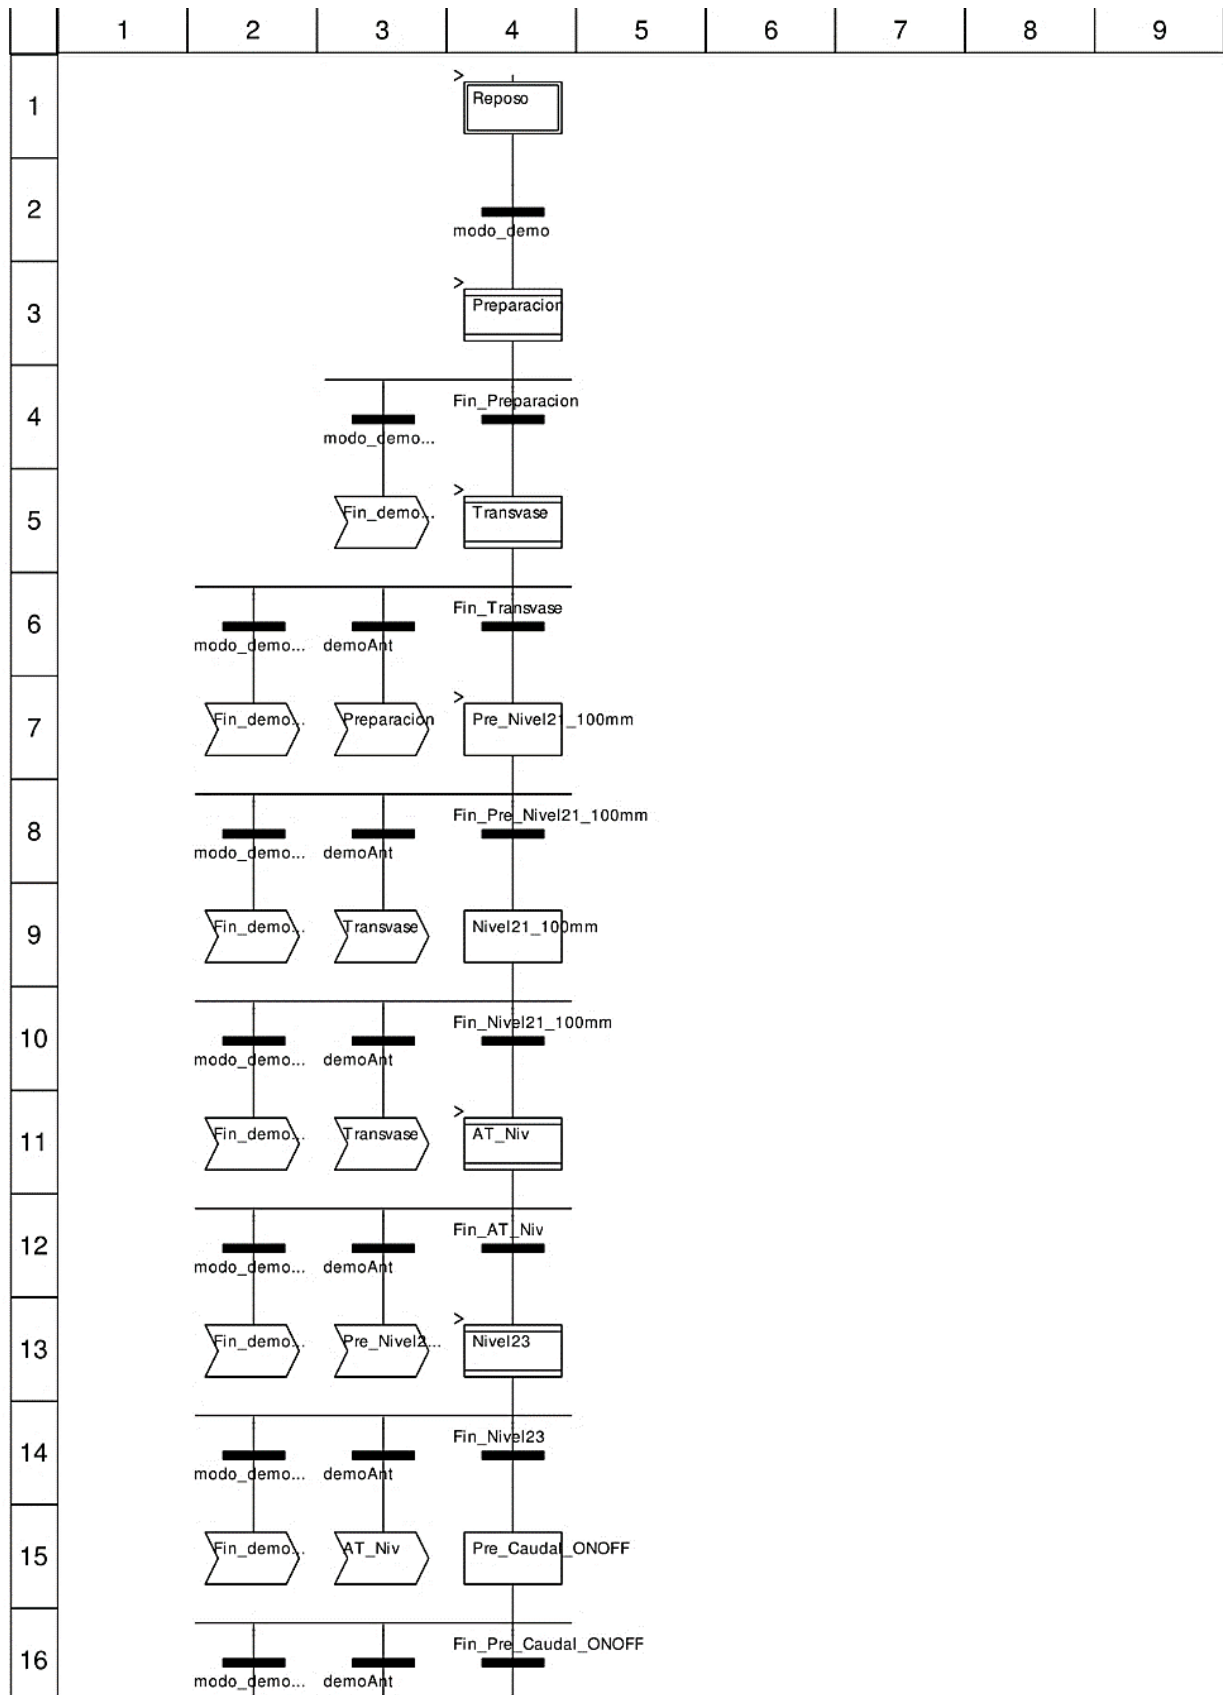 1 2 3 4 5 6 7 8 9
>
1 Reposo
2
modo_demo
>
3 Preparacion
Fin_Preparacion
4
modo_demo...
>
5 Fin_demo... Transvase
Fin_Transvase
6
modo_demo... demoAnt
>
7 Fin_demo... Preparacion Pre_Nivel21_100mm
Fin_Pre_Nivel21_100mm
8
modo_demo... demoAnt
9 Fin_demo... Transvase Nivel21_100mm
Fin_Nivel21_100mm
10
modo_demo... demoAnt
>
11 Fin_demo... Transvase AT_Niv
Fin_AT_Niv
12
modo_demo... demoAnt
>
13 Fin_demo... Pre_Nivel2... Nivel23
Fin_Nivel23
14
modo_demo... demoAnt
15 Fin_demo... AT_Niv Pre_Caudal_ONOFF
Fin_Pre_Caudal_ONOFF
16
modo_demo... demoAnt